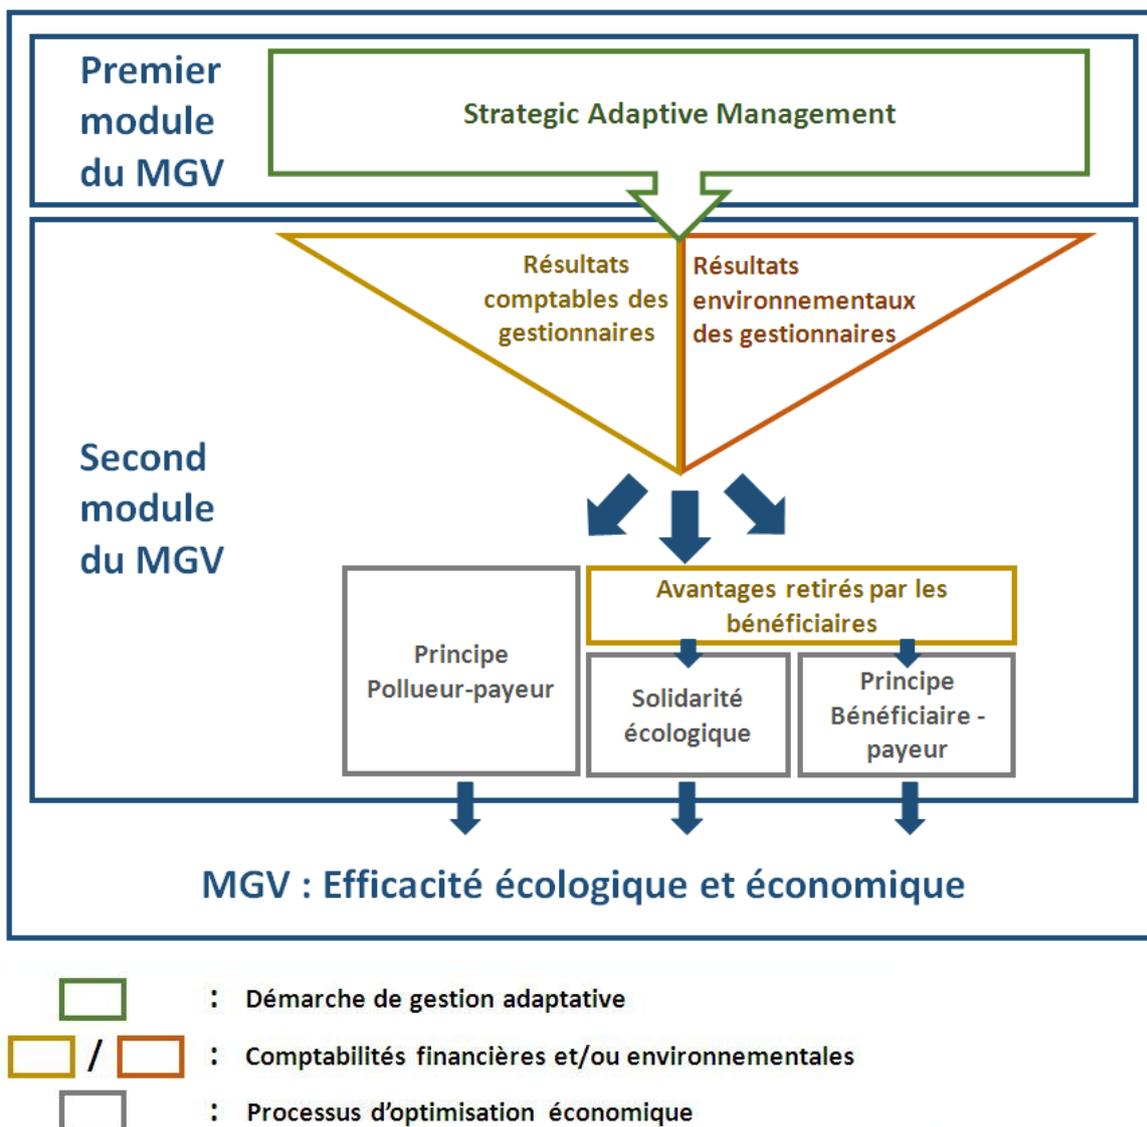 Premier
module
du MGV
Strategic Adaptive Management
Résultats
comptables des
gestionnaires
Résultats
environnementaux
des gestionnaires
Second
module
du MGV
Principe
Pollueur-payeur
Avantages retirés par les
bénéficiaires
Solidarité
écologique
Principe
Bénéficiaire -
payeur
MGV : Efficacité écologique et économique
: Démarche de gestion adaptative
/ : Comptabilités financières et/ou environnementales
: Processus d’optimisation économique